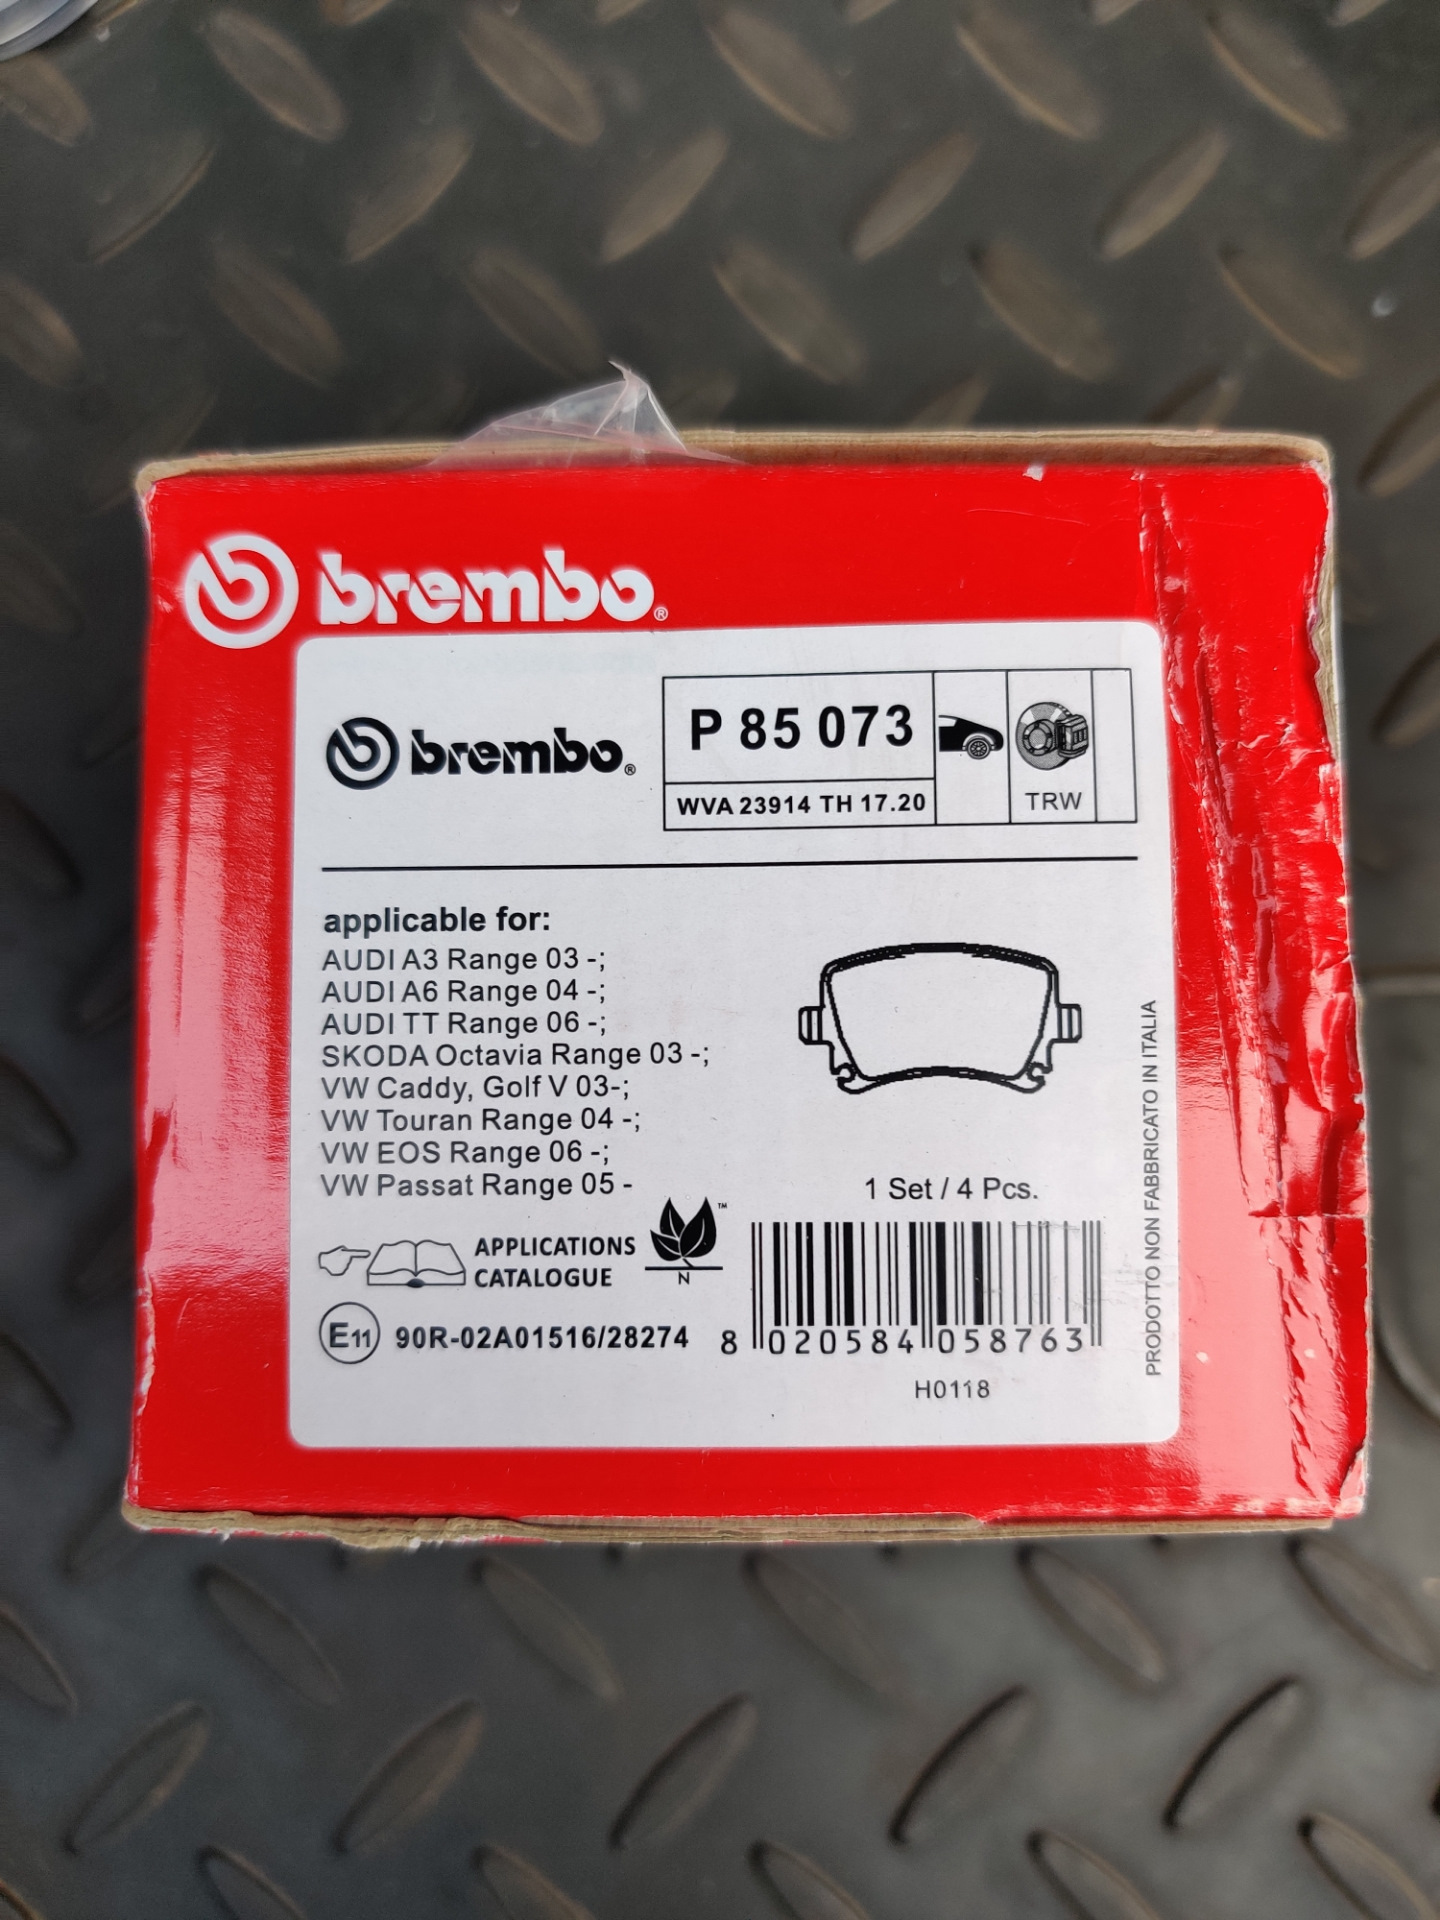 brembo®
brembo®
P 85 073
WVA 23914 TH 17.20
TRW
applicable for:
AUDI A3 Range 03 -;
AUDI A6 Range 04 -;
AUDI TT Range 06 -;
SKODA Octavia Range 03 -;
VW Caddy, Golf V 03-;
VW Touran Range 04 -;
VW EOS Range 06 -;
VW Passat Range 05 -
1 Set / 4 Pcs.
APPLICATIONS
CATALOGUE
™
N
E11 90R-02A01516/28274
8 020584 058763
H0118
PRODOTTO NON FABBRICATO IN ITALIA